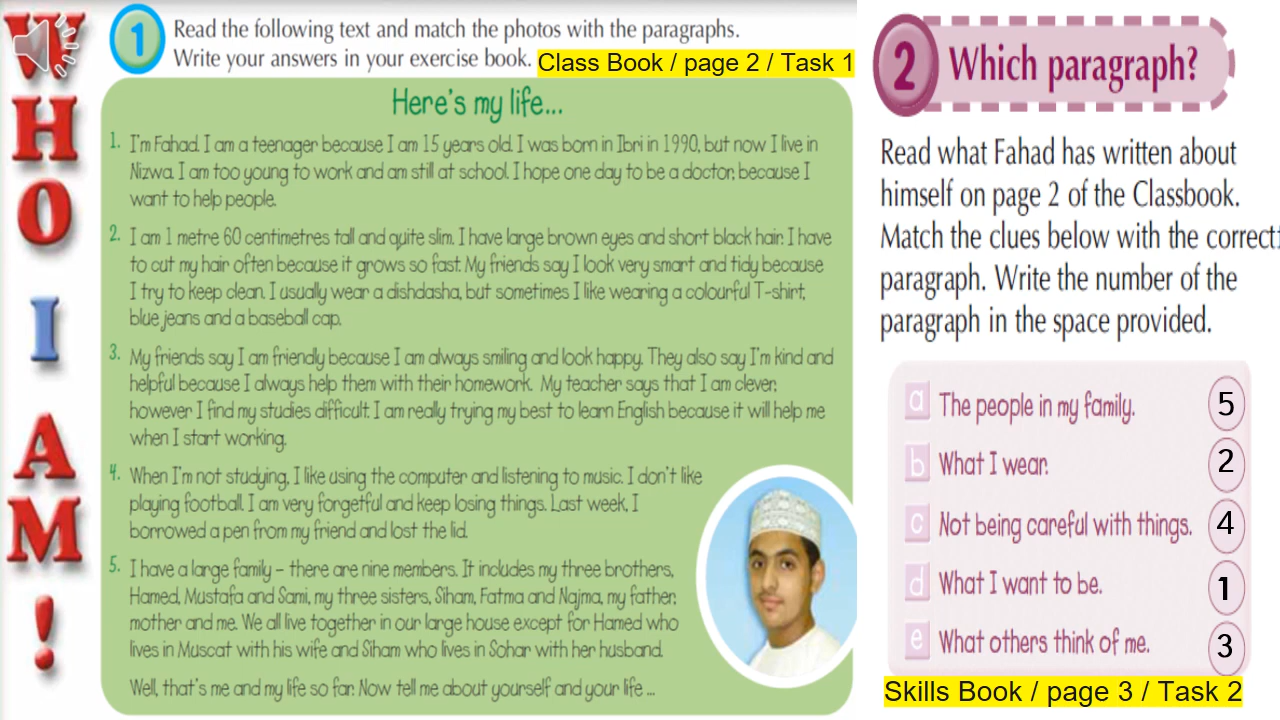 WHO I AM!
1 Read the following text and match the photos with the paragraphs.
Write your answers in your exercise book.
Class Book / page 2 / Task 1
Here's my life...
1. I'm Fahad. I am a teenager because I am 15 years old. I was born in Ibri in 1990, but now I live in
Nizwa. I am too young to work and am still at school. I hope one day to be a doctor, because I
want to help people.
2. I am 1 metre 60 centimetres tall and quite slim. I have large brown eyes and short black hair. I have
to cut my hair often because it grows so fast. My friends say I look very smart and tidy because
I try to keep clean. I usually wear a dishdasha, but sometimes I like wearing a colourful T-shirt,
blue jeans and a baseball cap.
3. My friends say I am friendly because I am always smiling and look happy. They also say I'm kind and
helpful because I always help them with their homework. My teacher says that I am clever;
however I find my studies difficult. I am really trying my best to learn English because it will help me
when I start working.
4. When I'm not studying, I like using the computer and listening to music. I don't like
playing football. I am very forgetful and keep losing things. Last week, I
borrowed a pen from my friend and lost the lid.
5. I have a large family – there are nine members. It includes my three brothers,
Hamed, Mustafa and Sami, my three sisters, Siham, Fatma and Najma, my father,
mother and me. We all live together in our large house except for Hamed who
lives in Muscat with his wife and Siham who lives in Sohar with her husband.
Well, that's me and my life so far. Now tell me about yourself and your life ...
2 Which paragraph?
Read what Fahad has written about
himself on page 2 of the Classbook.
Match the clues below with the correct
paragraph. Write the number of the
paragraph in the space provided.
a The people in my family. 5
b What I wear. 2
c Not being careful with things. 4
d What I want to be. 1
e What others think of me. 3
Skills Book / page 3 / Task 2